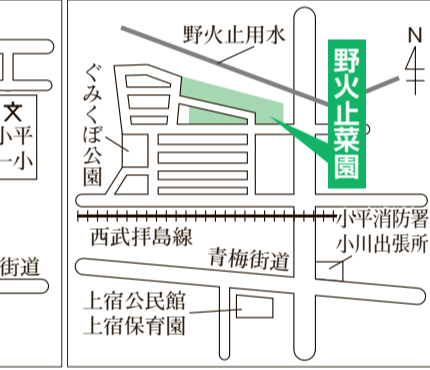 文
小平
一小
街道
野火止用水
N
野火止菜園
ぐみくぼ公園
西武拝島線
小平消防署
小川出張所
青梅街道
上宿公民館
上宿保育園